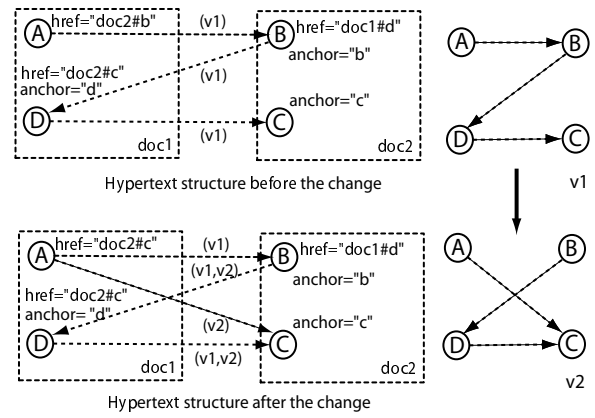 A href="doc2#b" (v1) B href="doc1#d" A B
anchor="b"
href="doc2#c" (v1)
anchor="d" anchor="c"
D (v1) C D C
doc1 doc2
Hypertext structure before the change v1
A href="doc2#c" (v1) B href="doc1#d" A B
(v1,v2) anchor="b"
href="doc2#c"
anchor= "d" (v2) anchor="c"
D (v1,v2) C D C
doc1 doc2
Hypertext structure after the change v2